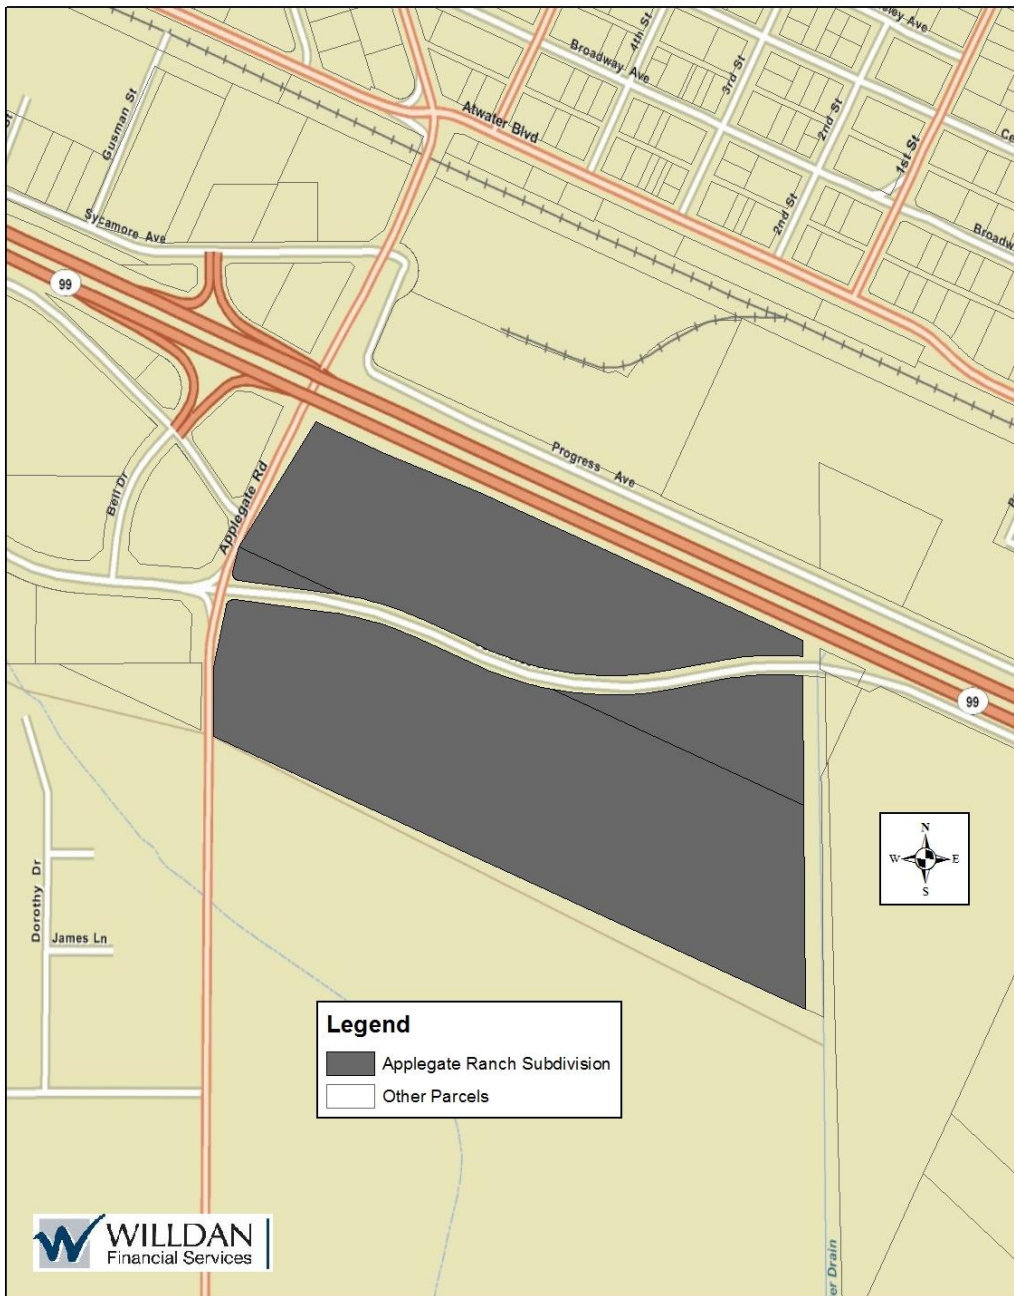 4th St
Broadway Ave
3rd St
2nd St
1st St
Atwater Blvd
2nd St
Gusman St
Sycamore Ave
99
Progress Ave
Bell Dr
Applegate Rd
99
N
W E
S
Dorothy Dr
James Ln
Legend
Applegate Ranch Subdivision
Other Parcels
WILLDAN
Financial Services
Drain